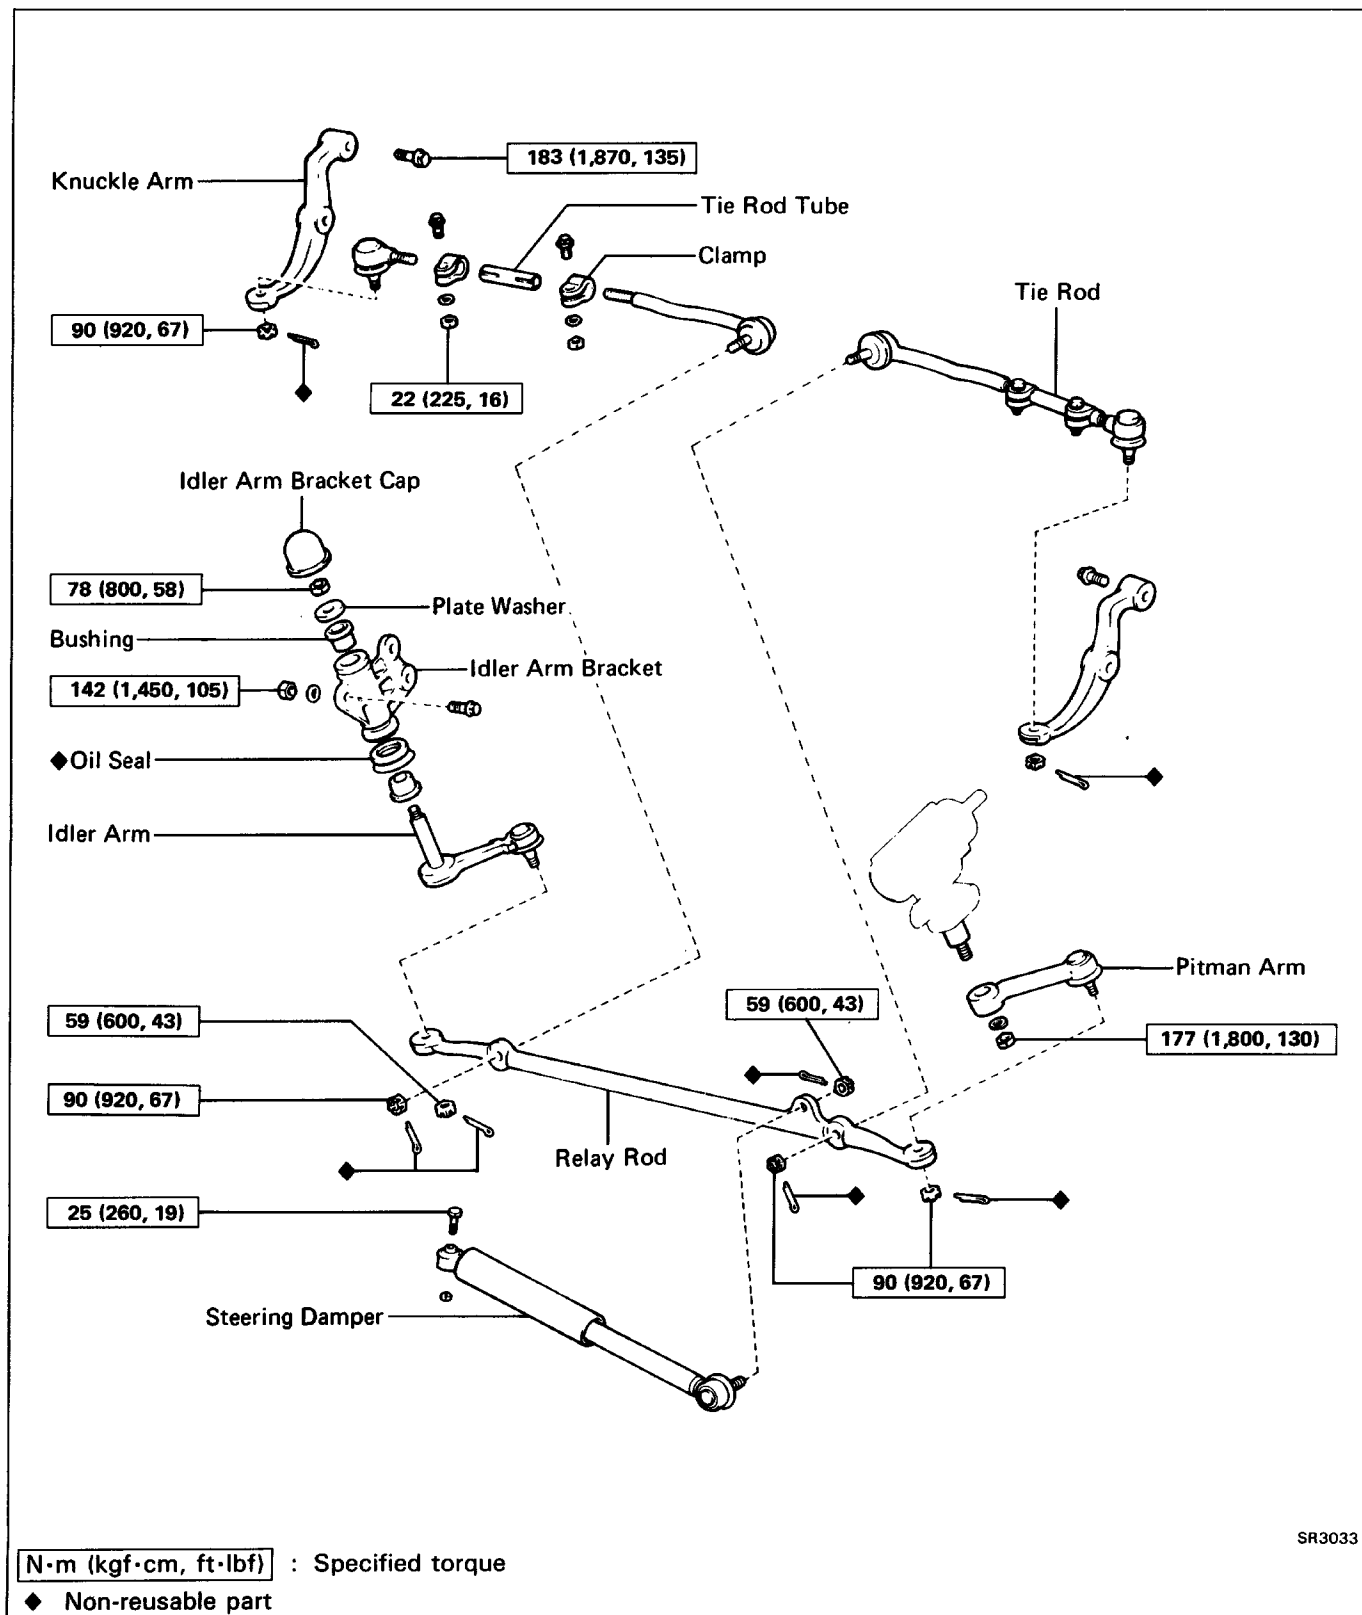 183 (1,870, 135)
Knuckle Arm
Tie Rod Tube
Clamp
Tie Rod
90 (920, 67)
22 (225, 16)
Idler Arm Bracket Cap
78 (800, 58)
Plate Washer
Bushing
Idler Arm Bracket
142 (1,450, 105)
◆Oil Seal
Idler Arm
Pitman Arm
59 (600, 43)
59 (600, 43)
177 (1,800, 130)
90 (920, 67)
Relay Rod
25 (260, 19)
90 (920, 67)
Steering Damper
SR3033
N·m (kgf·cm, ft·lbf) : Specified torque
◆ Non-reusable part